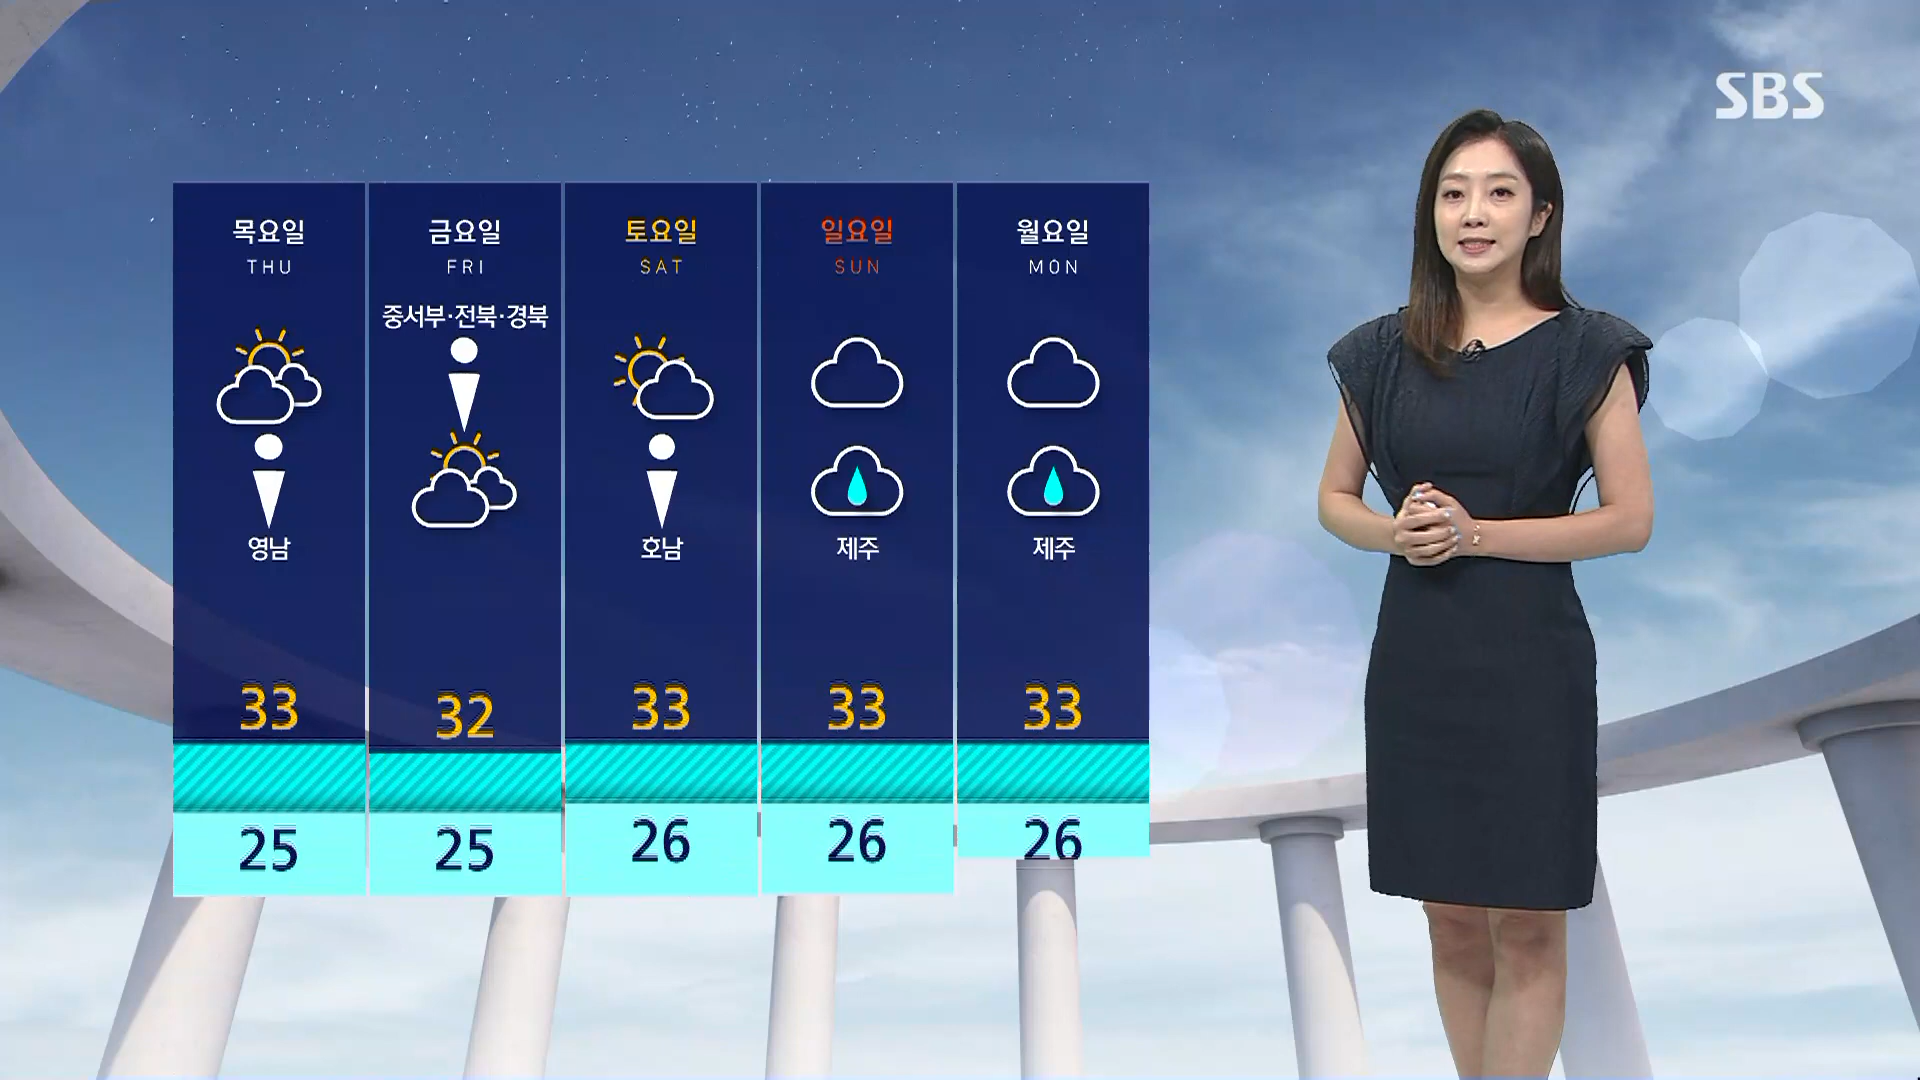 SBS
목요일
THU
영남
33
25
금요일
FRI
중서부·전북·경북
32
25
토요일
SAT
호남
33
26
일요일
SUN
제주
33
26
월요일
MON
제주
33
26